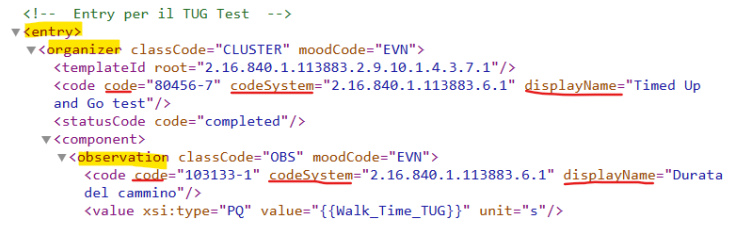 <!--  Entry per il TUG Test  -->
▼<entry>
▼<organizer classCode="CLUSTER" moodCode="EVN">
<templateId root="2.16.840.1.113883.2.9.10.1.4.3.7.1"/>
<code code="80456-7" codeSystem="2.16.840.1.113883.6.1" displayName="Timed Up
and Go test"/>
<statusCode code="completed"/>
▼<component>
▼<observation classCode="OBS" moodCode="EVN">
<code code="103133-1" codeSystem="2.16.840.1.113883.6.1" displayName="Durata
del cammino"/>
<value xsi:type="PQ" value="{{Walk_Time_TUG}}" unit="s"/>